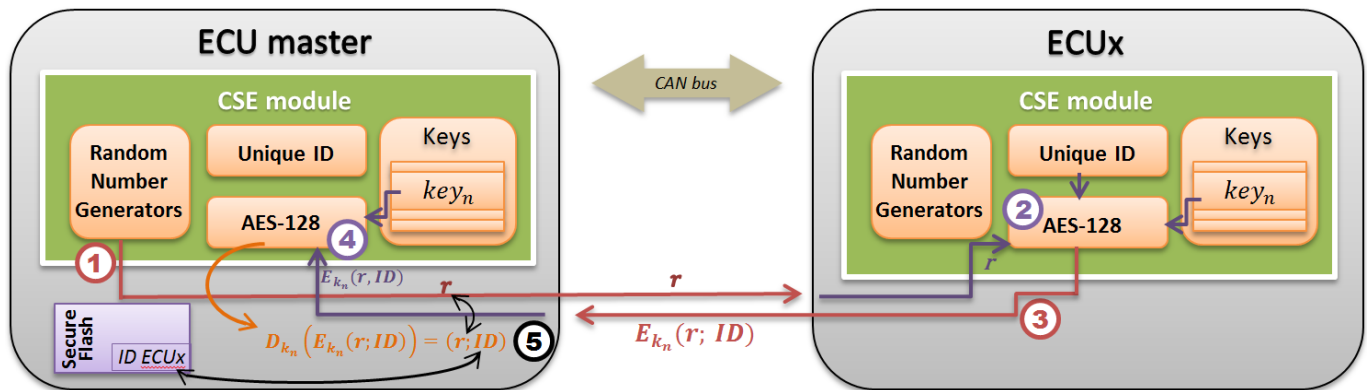 ECU master
CSE module
Random
Number
Generators
Unique ID
AES-128
Keys
key_n
1
4
E_{k_n}(r, ID)
r
Secure
Flash
ID ECUx
D_{k_n}(E_{k_n}(r;ID)) = (r;ID)
5
CAN bus
r
E_{k_n}(r; ID)
ECUx
CSE module
Random
Number
Generators
Unique ID
2
AES-128
Keys
key_n
r
3